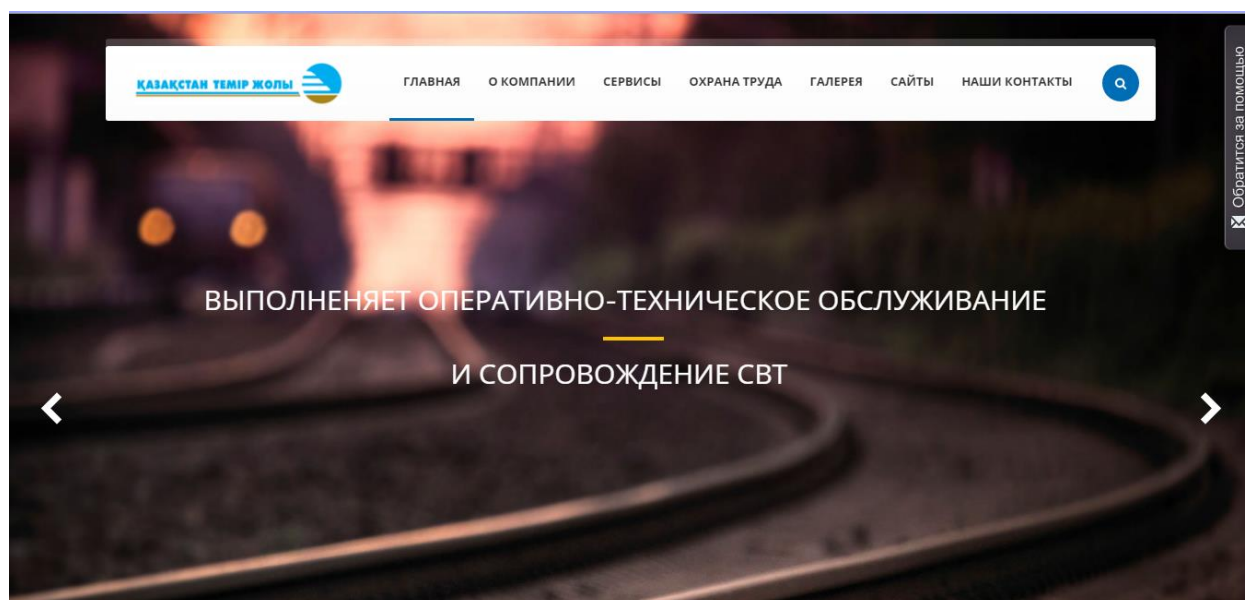 ҚАЗАҚСТАН ТЕМІР ЖОЛЫ
ГЛАВНАЯ О КОМПАНИИ СЕРВИСЫ ОХРАНА ТРУДА ГАЛЕРЕЯ САЙТЫ НАШИ КОНТАКТЫ
Обратится за помощью
ВЫПОЛНЕНЯЕТ ОПЕРАТИВНО-ТЕХНИЧЕСКОЕ ОБСЛУЖИВАНИЕ
И СОПРОВОЖДЕНИЕ СВТ